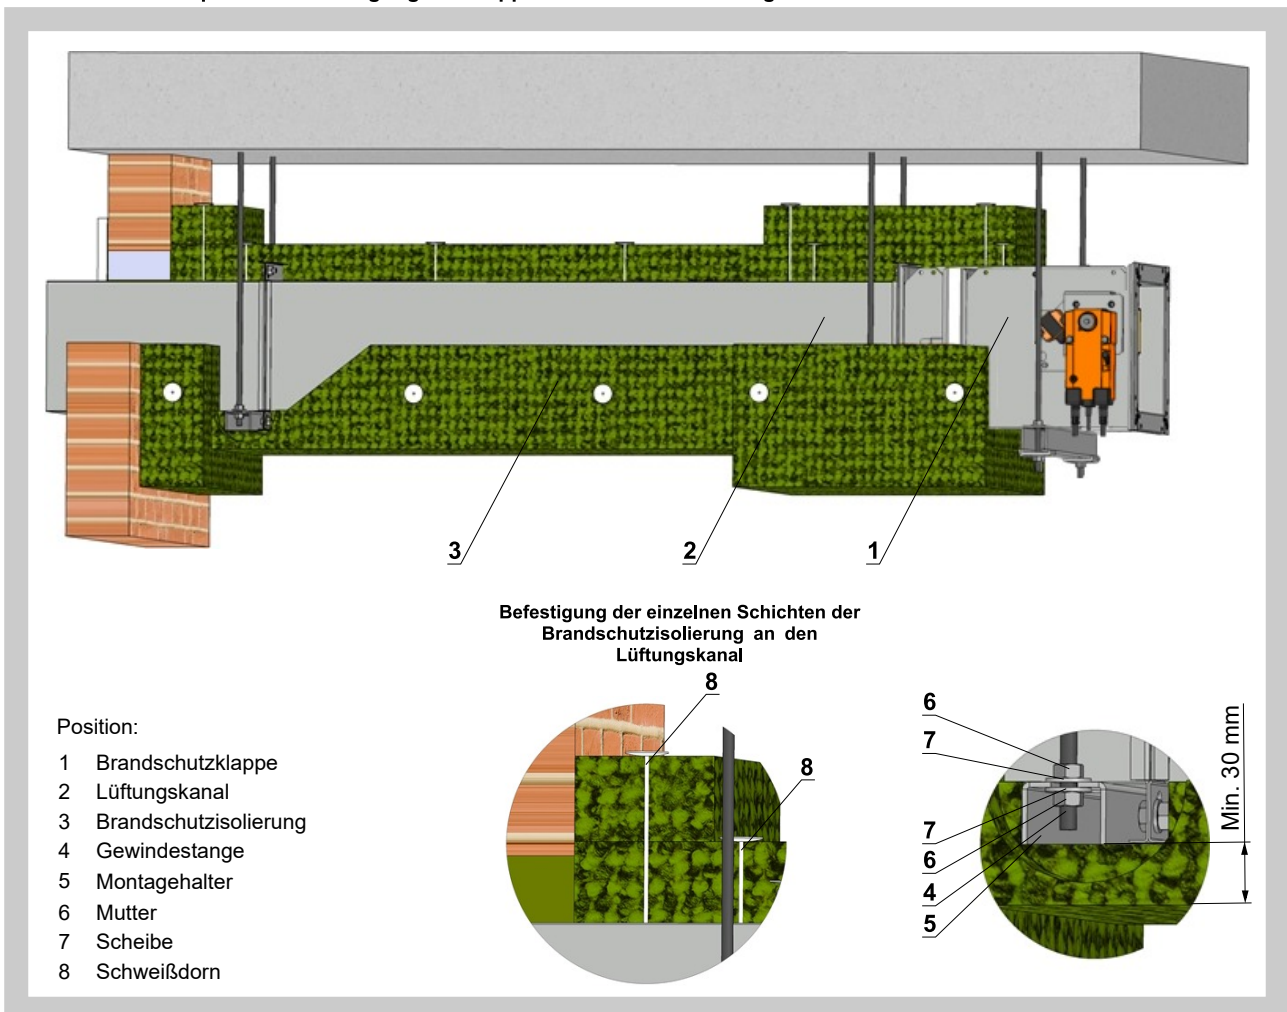 3
2
1
Befestigung der einzelnen Schichten der
Brandschutzisolierung an den
Lüftungskanal
8
8
6
7
7
6
4
5
Min. 30 mm
Position:
1 Brandschutzklappe
2 Lüftungskanal
3 Brandschutzisolierung
4 Gewindestange
5 Montagehalter
6 Mutter
7 Scheibe
8 Schweißdorn